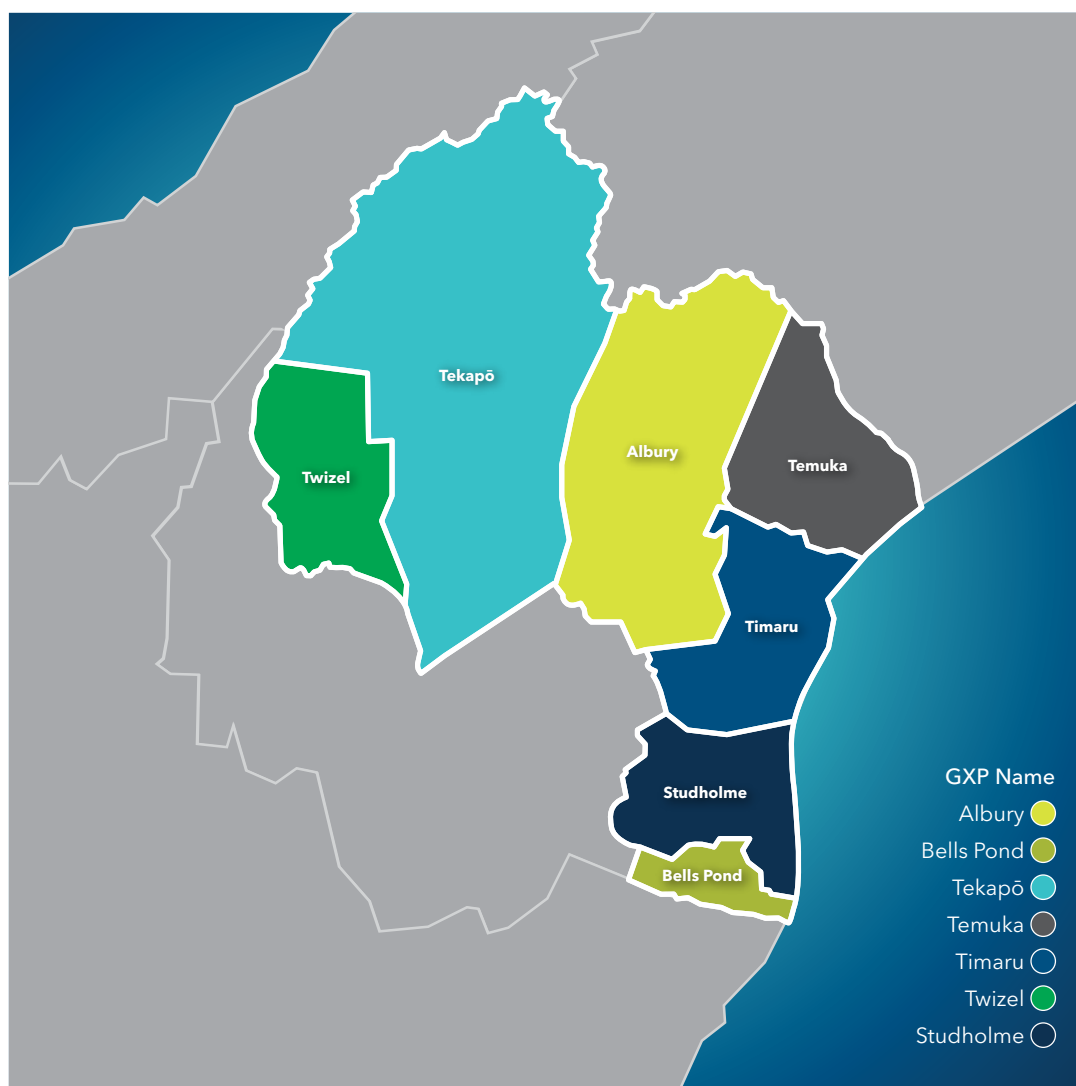 Tekapō
Albury
Temuka
Twizel
Timaru
Studholme
Bells Pond
GXP Name
Albury
Bells Pond
Tekapō
Temuka
Timaru
Twizel
Studholme